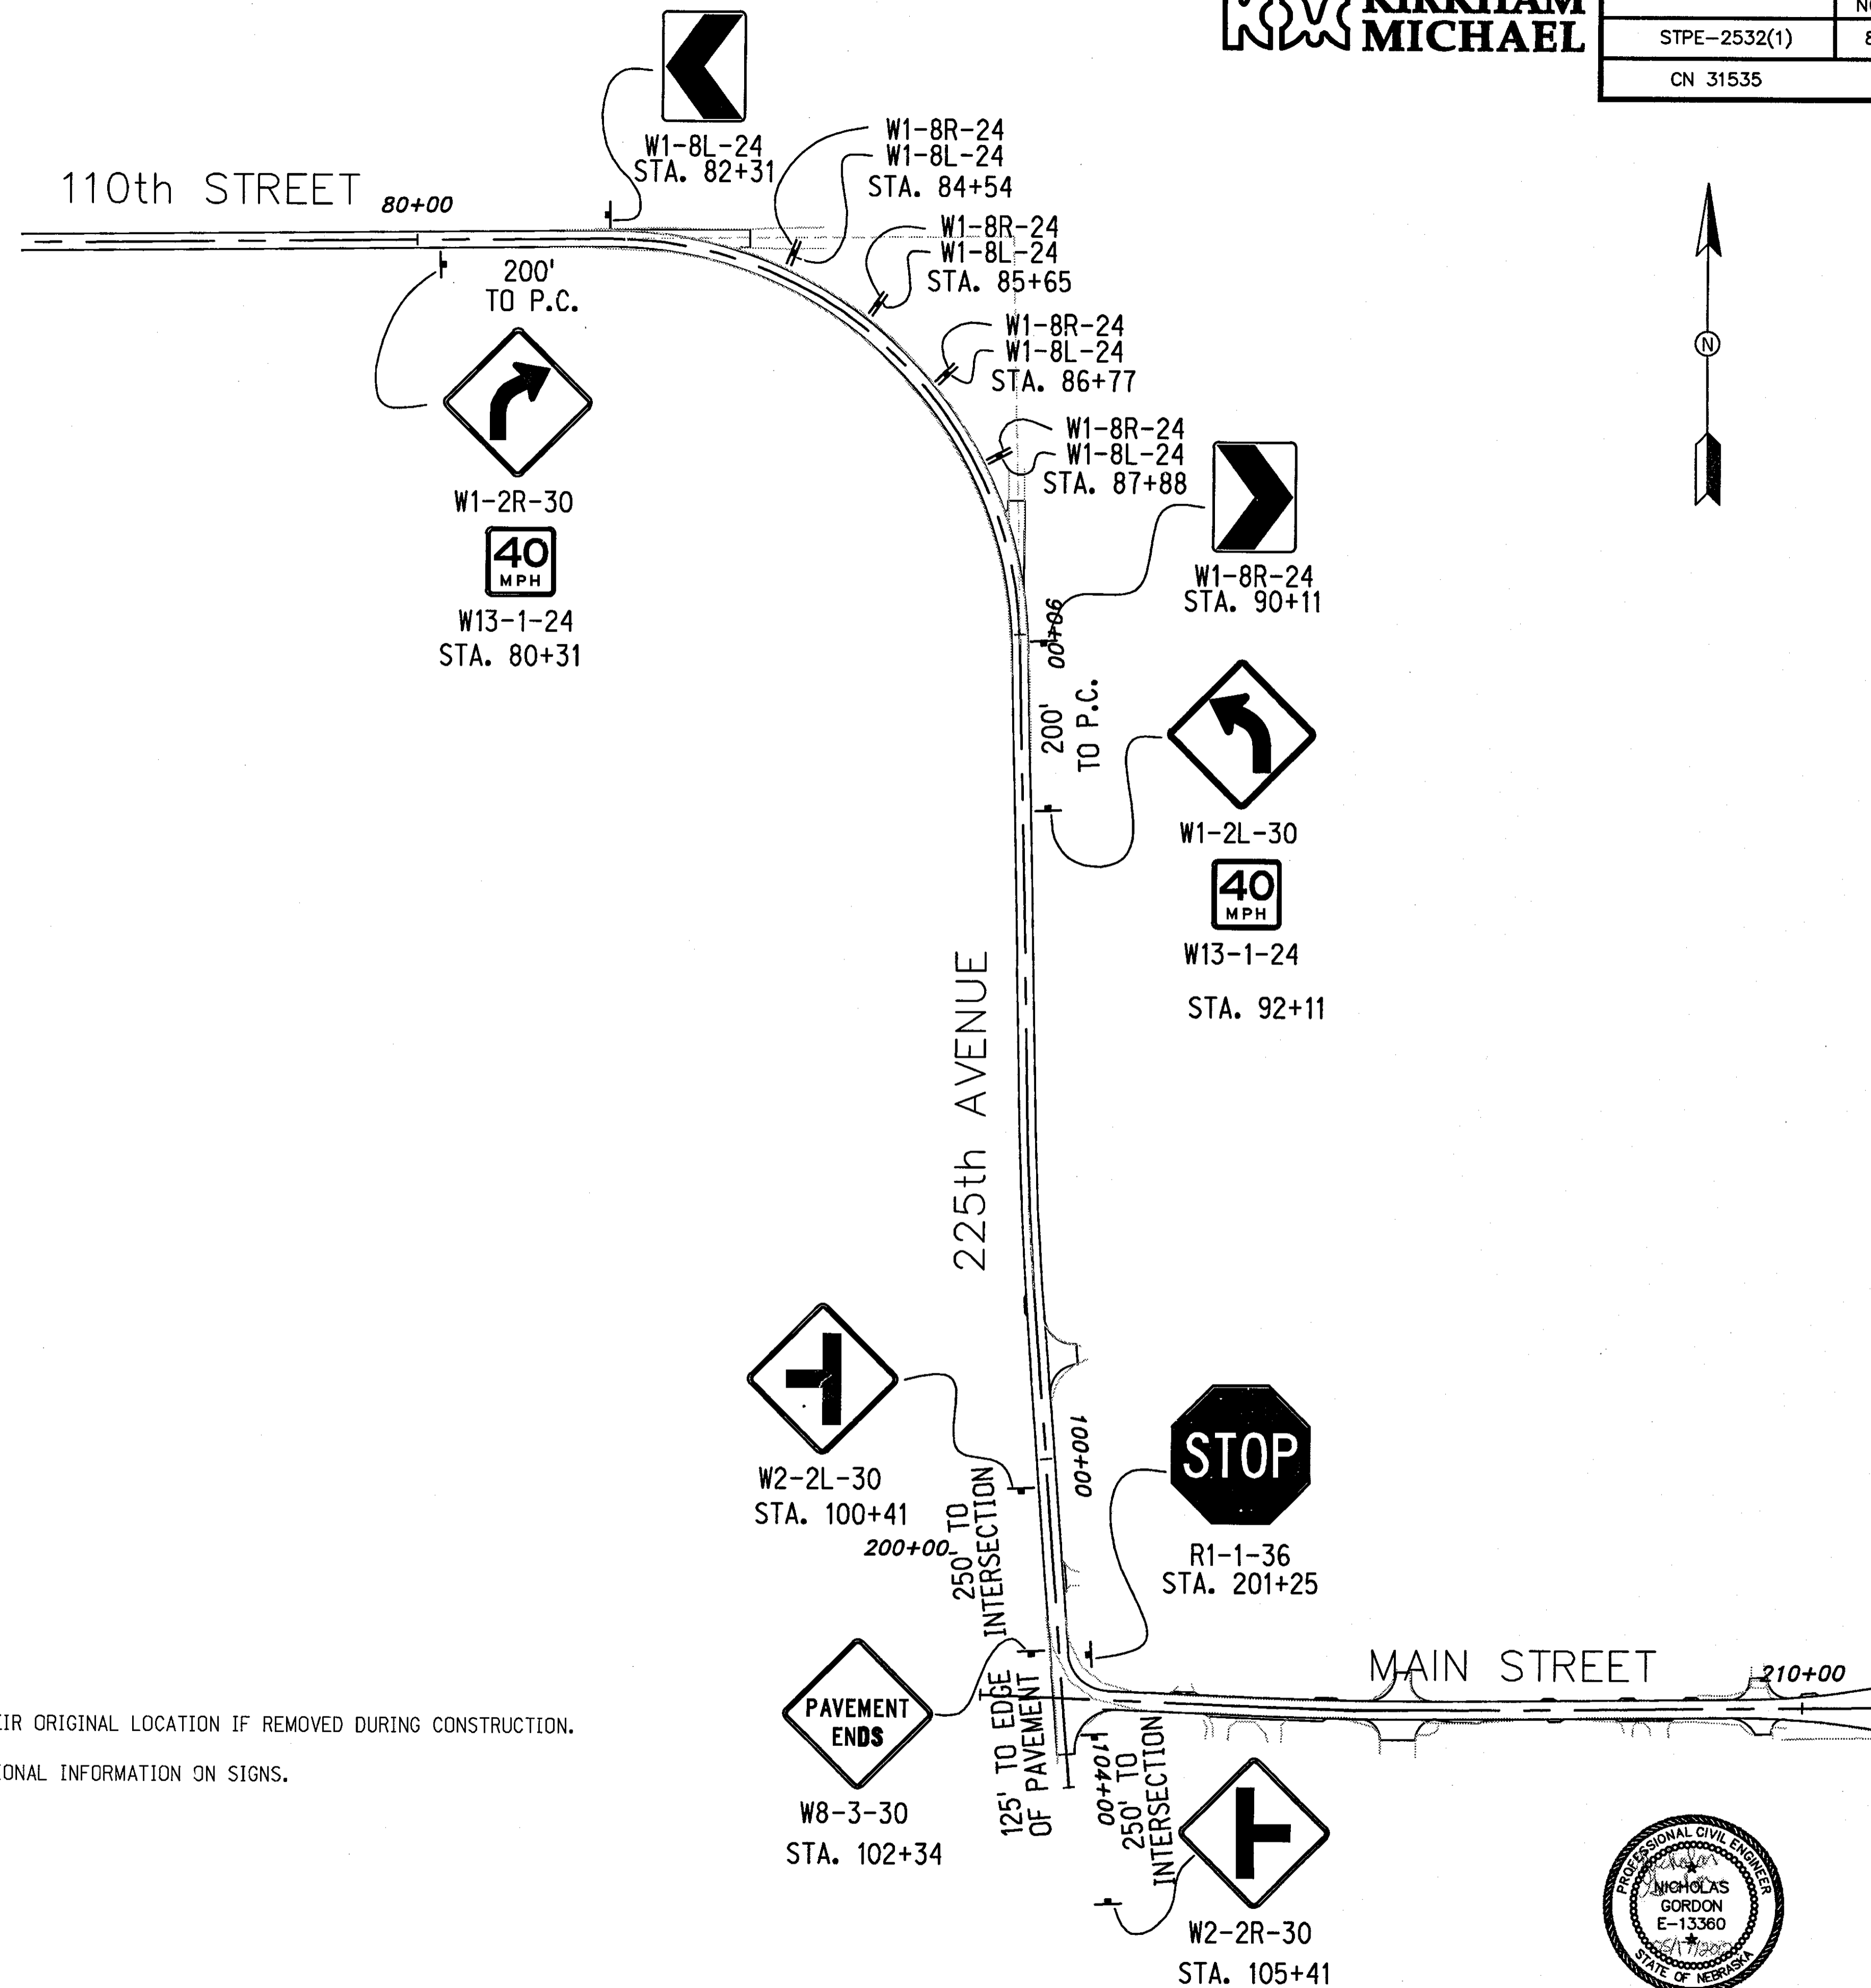 KIRKHAM
MICHAEL
STPE-2532(1)
CN 31535
W1-8L-24
STA. 82+31
W1-8R-24
W1-8L-24
STA. 84+54
110th STREET
80+00
W1-8R-24
W1-8L-24
STA. 85+65
200'
TO P.C.
W1-8R-24
W1-8L-24
STA. 86+77
N
W1-8R-24
W1-8L-24
STA. 87+88
W1-2R-30
40
MPH
W13-1-24
STA. 80+31
W1-8R-24
STA. 90+11
90+00
200'
TO P.C.
W1-2L-30
40
MPH
W13-1-24
STA. 92+11
225th AVENUE
W2-2L-30
STA. 100+41
100+00
STOP
R1-1-36
STA. 201+25
200+00
250' TO
INTERSECTION
MAIN STREET
210+00
PAVEMENT
ENDS
W8-3-30
STA. 102+34
125' TO EDGE
OF PAVEMENT
104+00
250' TO
INTERSECTION
W2-2R-30
STA. 105+41
ORIGINAL LOCATION IF REMOVED DURING CONSTRUCTION.
INFORMATION ON SIGNS.
PROFESSIONAL CIVIL ENGINEER
NICHOLAS
GORDON
E-13360
STATE OF NEBRASKA